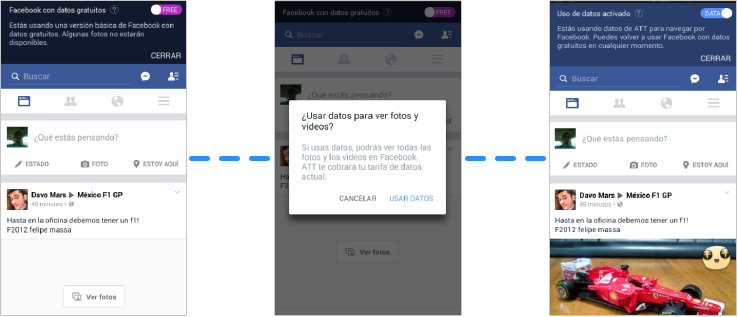 Facebook con datos gratuitos ? FREE
Estás usando una versión básica de Facebook con
datos gratuitos. Algunas fotos no estarán
disponibles.
CERRAR
Buscar
¿Qué estás pensando?
ESTADO FOTO ESTOY AQUÍ
Davo Mars ▶ México F1 GP
49 minutos •
Hasta en la oficina debemos tener un f1!
F2012 felipe massa
Ver fotos
Facebook con datos gratuitos ? FREE
Buscar
¿Qué estás pensando?
¿Usar datos para ver fotos y
videos?
Si usas datos, podrás ver todas las
fotos y los videos en Facebook.
ATT te cobrará tu tarifa de datos
actual.
CANCELAR USAR DATOS
Ver fotos
Uso de datos activado ? DATA
Estás usando datos de ATT para navegar por
Facebook. Puedes volver a usar Facebook con datos
gratuitos en cualquier momento.
CERRAR
Buscar
¿Qué estás pensando?
ESTADO FOTO ESTOY AQUÍ
Davo Mars ▶ México F1 GP
49 minutos •
Hasta en la oficina debemos tener un f1!
F2012 felipe massa